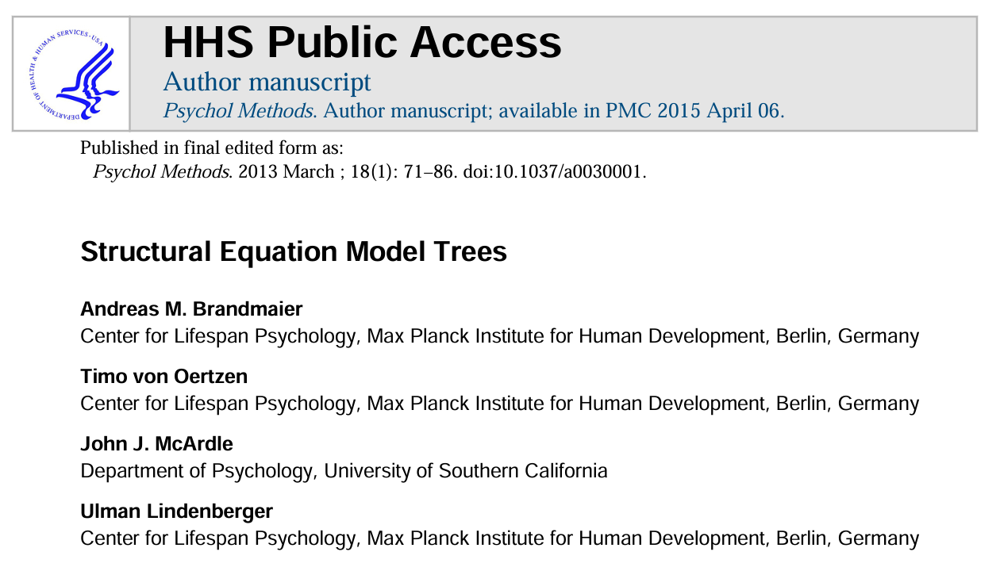 DEPARTMENT OF HEALTH & HUMAN SERVICES · USA
HHS Public Access
Author manuscript
Psychol Methods. Author manuscript; available in PMC 2015 April 06.
Published in final edited form as:
Psychol Methods. 2013 March ; 18(1): 71–86. doi:10.1037/a0030001.
Structural Equation Model Trees
Andreas M. Brandmaier
Center for Lifespan Psychology, Max Planck Institute for Human Development, Berlin, Germany
Timo von Oertzen
Center for Lifespan Psychology, Max Planck Institute for Human Development, Berlin, Germany
John J. McArdle
Department of Psychology, University of Southern California
Ulman Lindenberger
Center for Lifespan Psychology, Max Planck Institute for Human Development, Berlin, Germany